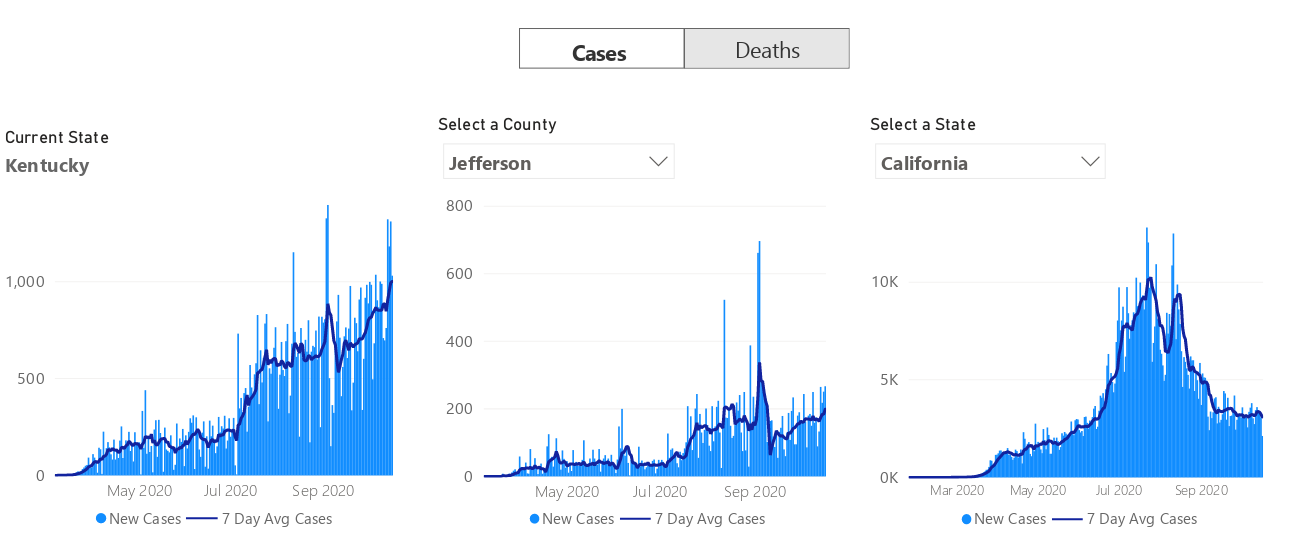 Cases
Deaths
Current State
Kentucky
1,000
500
0
May 2020
Jul 2020
Sep 2020
New Cases
7 Day Avg Cases
Select a County
Jefferson
800
600
400
200
0
May 2020
Jul 2020
Sep 2020
New Cases
7 Day Avg Cases
Select a State
California
10K
5K
0K
Mar 2020
May 2020
Jul 2020
Sep 2020
New Cases
7 Day Avg Cases